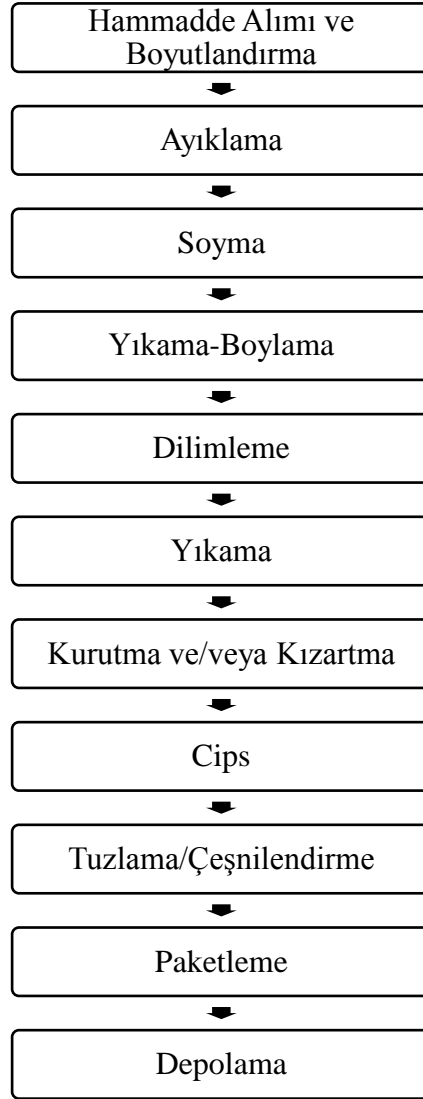 Hammadde Alımı ve
Boyutlandırma
Ayıklama
Soyma
Yıkama-Boylama
Dilimleme
Yıkama
Kurutma ve/veya Kızartma
Cips
Tuzlama/Çeşnilendirme
Paketleme
Depolama